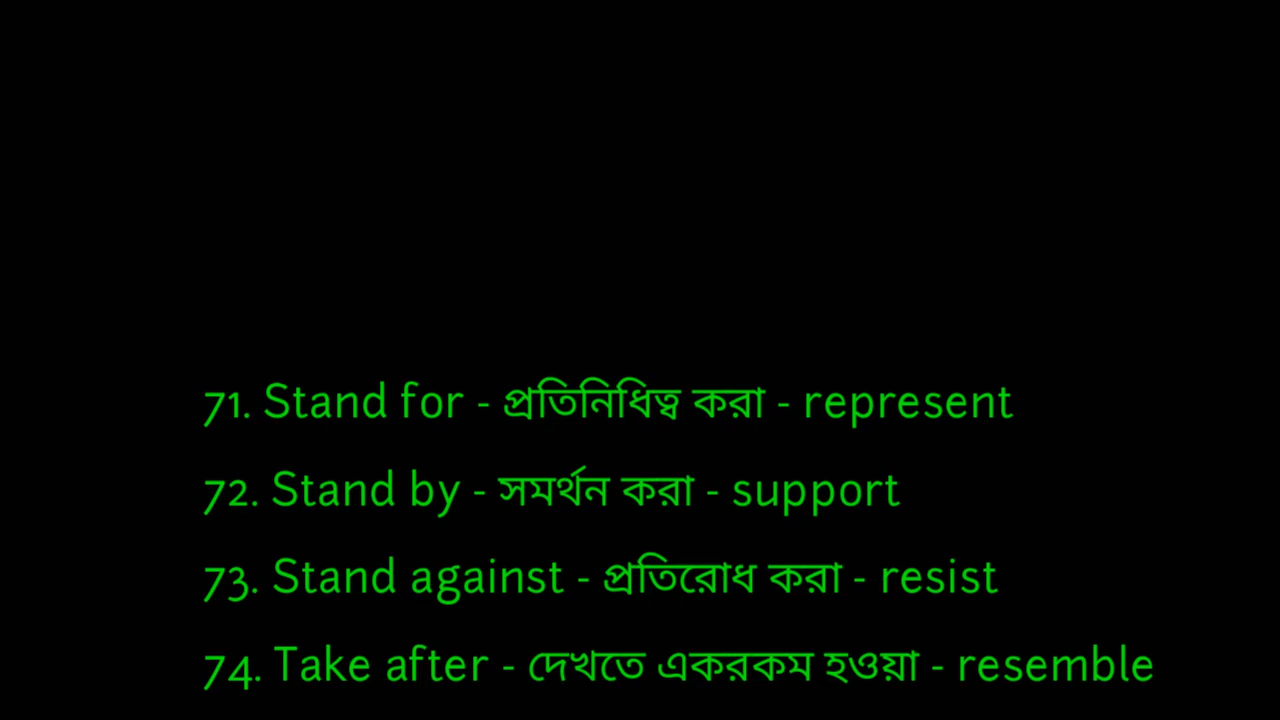 71. Stand for - প্রতিনিধিত্ব করা - represent
72. Stand by - সমর্থন করা - support
73. Stand against - প্রতিরোধ করা - resist
74. Take after - দেখতে একরকম হওয়া - resemble